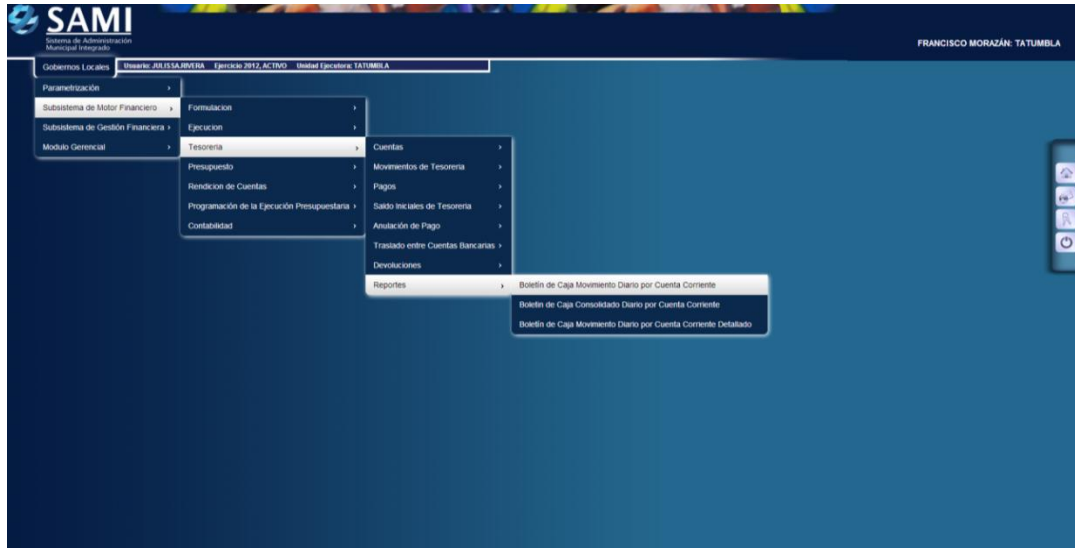 SAMI
Sistema de Administración
Municipal Integrado
FRANCISCO MORAZÁN: TATUMBLA
Gobiernos Locales
Usuario: JULISSA.RIVERA Ejercicio 2012, ACTIVO Unidad Ejecutora: TATUMBLA
Parametrización
Subsistema de Motor Financiero
Subsistema de Gestión Financiera
Modulo Gerencial
Formulacion
Ejecucion
Tesoreria
Presupuesto
Rendicion de Cuentas
Programación de la Ejecución Presupuestaria
Contabilidad
Cuentas
Movimientos de Tesoreria
Pagos
Saldo Iniciales de Tesoreria
Anulación de Pago
Traslado entre Cuentas Bancarias
Devoluciones
Reportes
Boletín de Caja Movimiento Diario por Cuenta Corriente
Boletin de Caja Consolidado Diario por Cuenta Corriente
Boletín de Caja Movimiento Diario por Cuenta Corriente Detallado